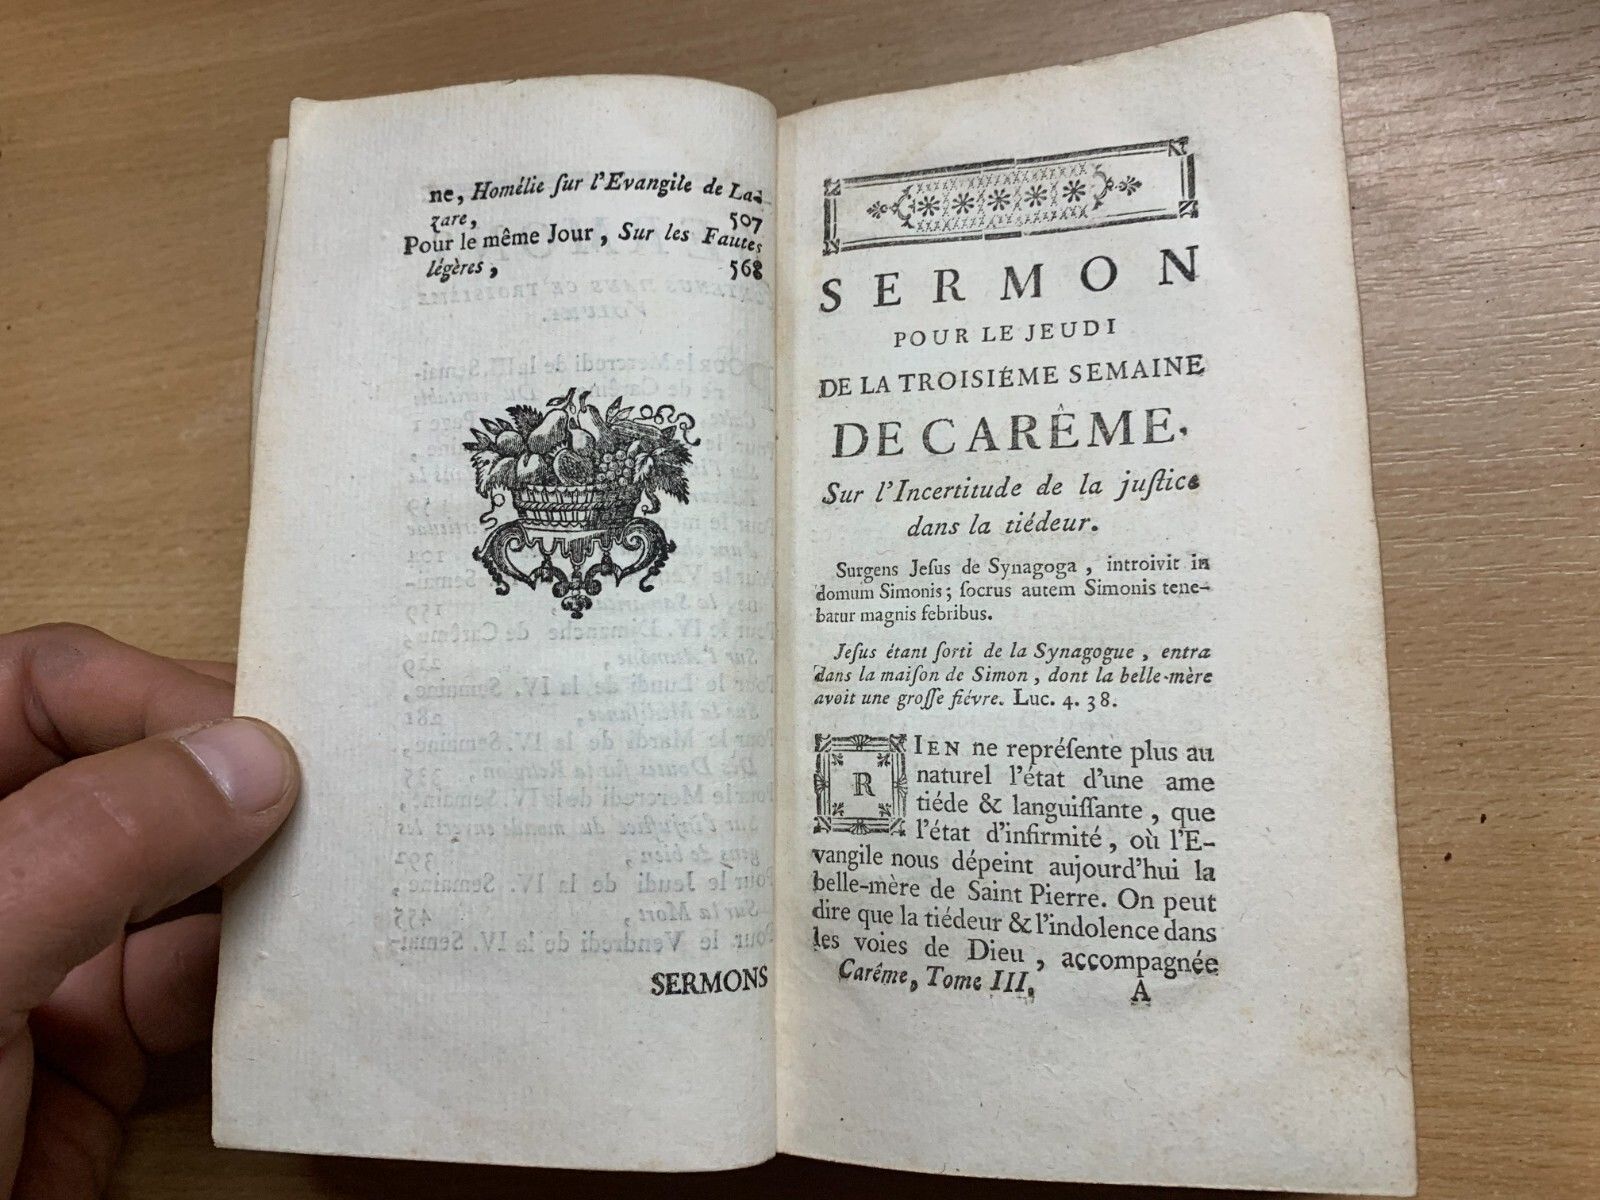 ne, Homélie ſur l'Evangile de La-
zare, 507
Pour le même Jour, Sur les Fautes
légères, 568
SERMONS
SERMON
POUR LE JEUDI
DE LA TROISIÉME SEMAINE
DE CARÊME.
Sur l'Incertitude de la juſtice
dans la tiédeur.
Surgens Jeſus de Synagoga, introivit in
domum Simonis; ſocrus autem Simonis tene-
batur magnis febribus.
Jeſus étant ſorti de la Synagogue, entra
dans la maiſon de Simon, dont la belle-mère
avoit une groſſe fiévre. Luc. 4. 38.
RIEN ne repréſente plus au
naturel l'état d'une ame
tiéde & languiſſante, que
l'état d'infirmité, où l'E-
vangile nous dépeint aujourd'hui la
belle-mère de Saint Pierre. On peut
dire que la tiédeur & l'indolence dans
les voies de Dieu, accompagnée
Carême, Tome III. A